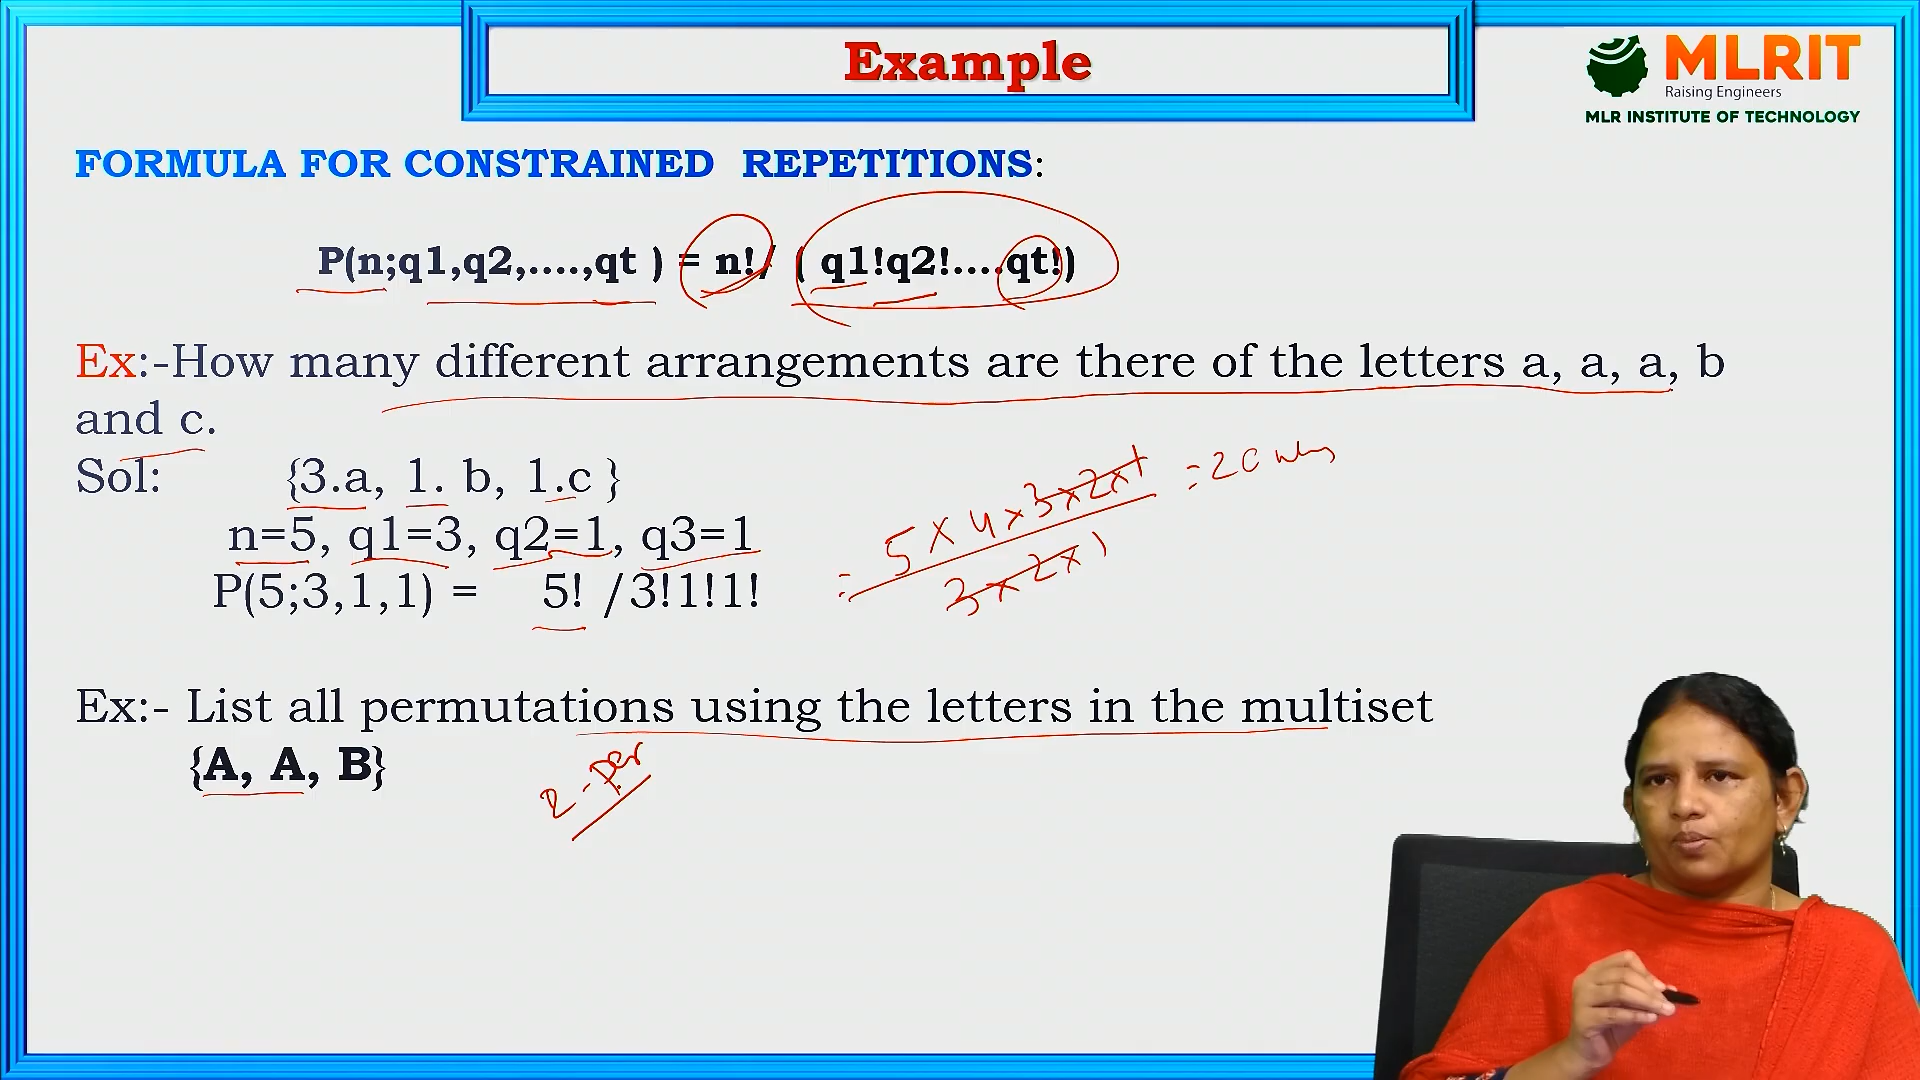 Example
MLRIT
Raising Engineers
MLR INSTITUTE OF TECHNOLOGY
FORMULA FOR CONSTRAINED REPETITIONS:
P(n;q1,q2,....,qt ) = n!/ ( q1!q2!....qt!)
Ex:-How many different arrangements are there of the letters a, a, a, b
and c.
Sol: {3.a, 1. b, 1.c }
n=5, q1=3, q2=1, q3=1
P(5;3,1,1) = 5! /3!1!1!
= 5 × 4 × 3 × 2 × 1
3 × 2 × 1
= 20
Ex:- List all permutations using the letters in the multiset
{A, A, B}
2-per